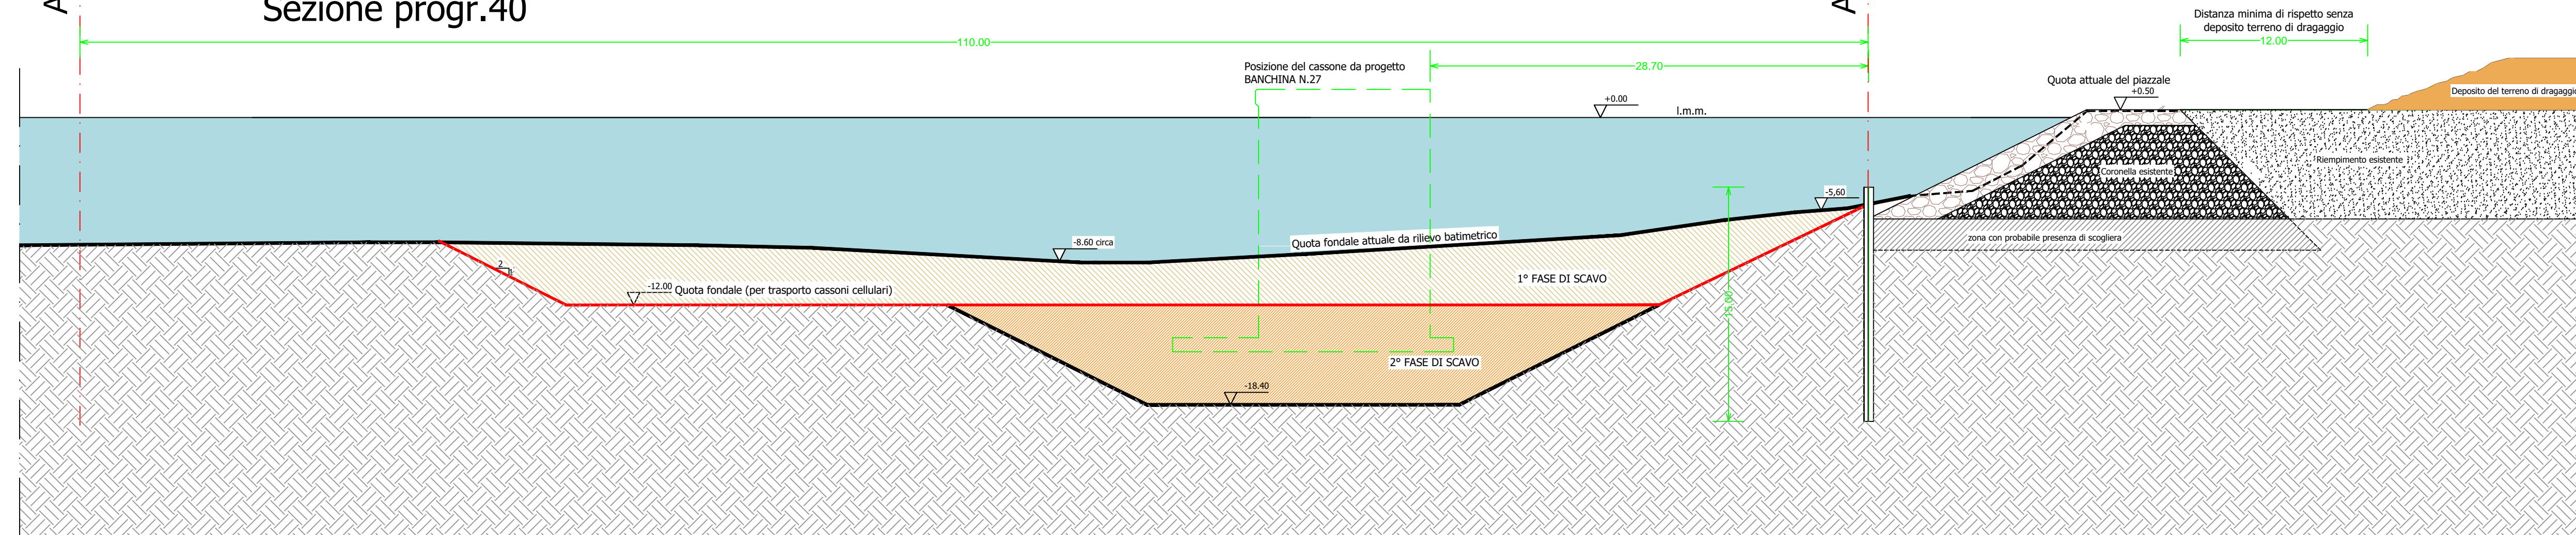 Sezione progr.40
A
A
Distanza minima di rispetto senza
deposito terreno di dragaggio
12.00
110.00
28.70
Posizione del cassone da progetto
BANCHINA N.27
Quota attuale del piazzale
+0.50
Deposito del terreno di dragaggio
+0.00
l.m.m.
Riempimento esistente
Coronella esistente
-5,60
-8.60 circa
Quota fondale attuale da rilievo batimetrico
zona con probabile presenza di scogliera
2
1
1° FASE DI SCAVO
-12.00
Quota fondale (per trasporto cassoni cellulari)
15.00
2° FASE DI SCAVO
-18.40